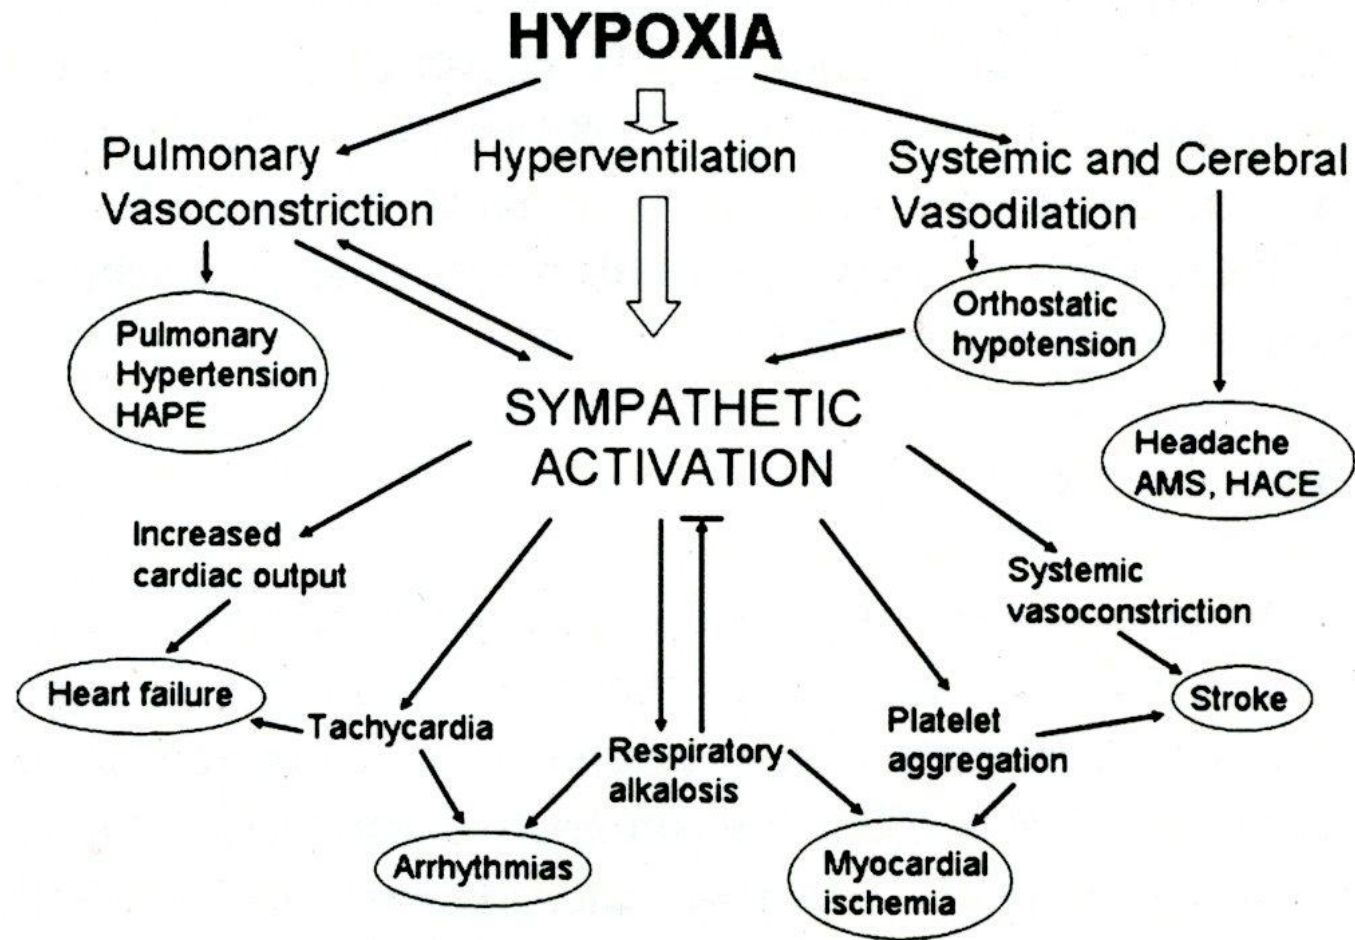 HYPOXIA
Pulmonary
Vasoconstriction
Hyperventilation
Systemic and Cerebral
Vasodilation
Pulmonary
Hypertension
HAPE
Orthostatic
hypotension
SYMPATHETIC
ACTIVATION
Headache
AMS, HACE
Increased
cardiac output
Systemic
vasoconstriction
Heart failure
Tachycardia
Respiratory
alkalosis
Platelet
aggregation
Stroke
Arrhythmias
Myocardial
ischemia